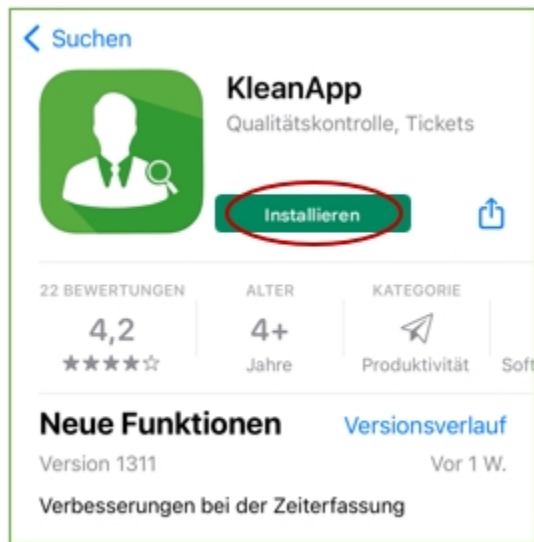 Suchen
KleanApp
Qualitätskontrolle, Tickets
Installieren
22 BEWERTUNGEN ALTER KATEGORIE
4,2 4+
Jahre Produktivität Soft
Neue Funktionen Versionsverlauf
Version 1311 Vor 1 W.
Verbesserungen bei der Zeiterfassung